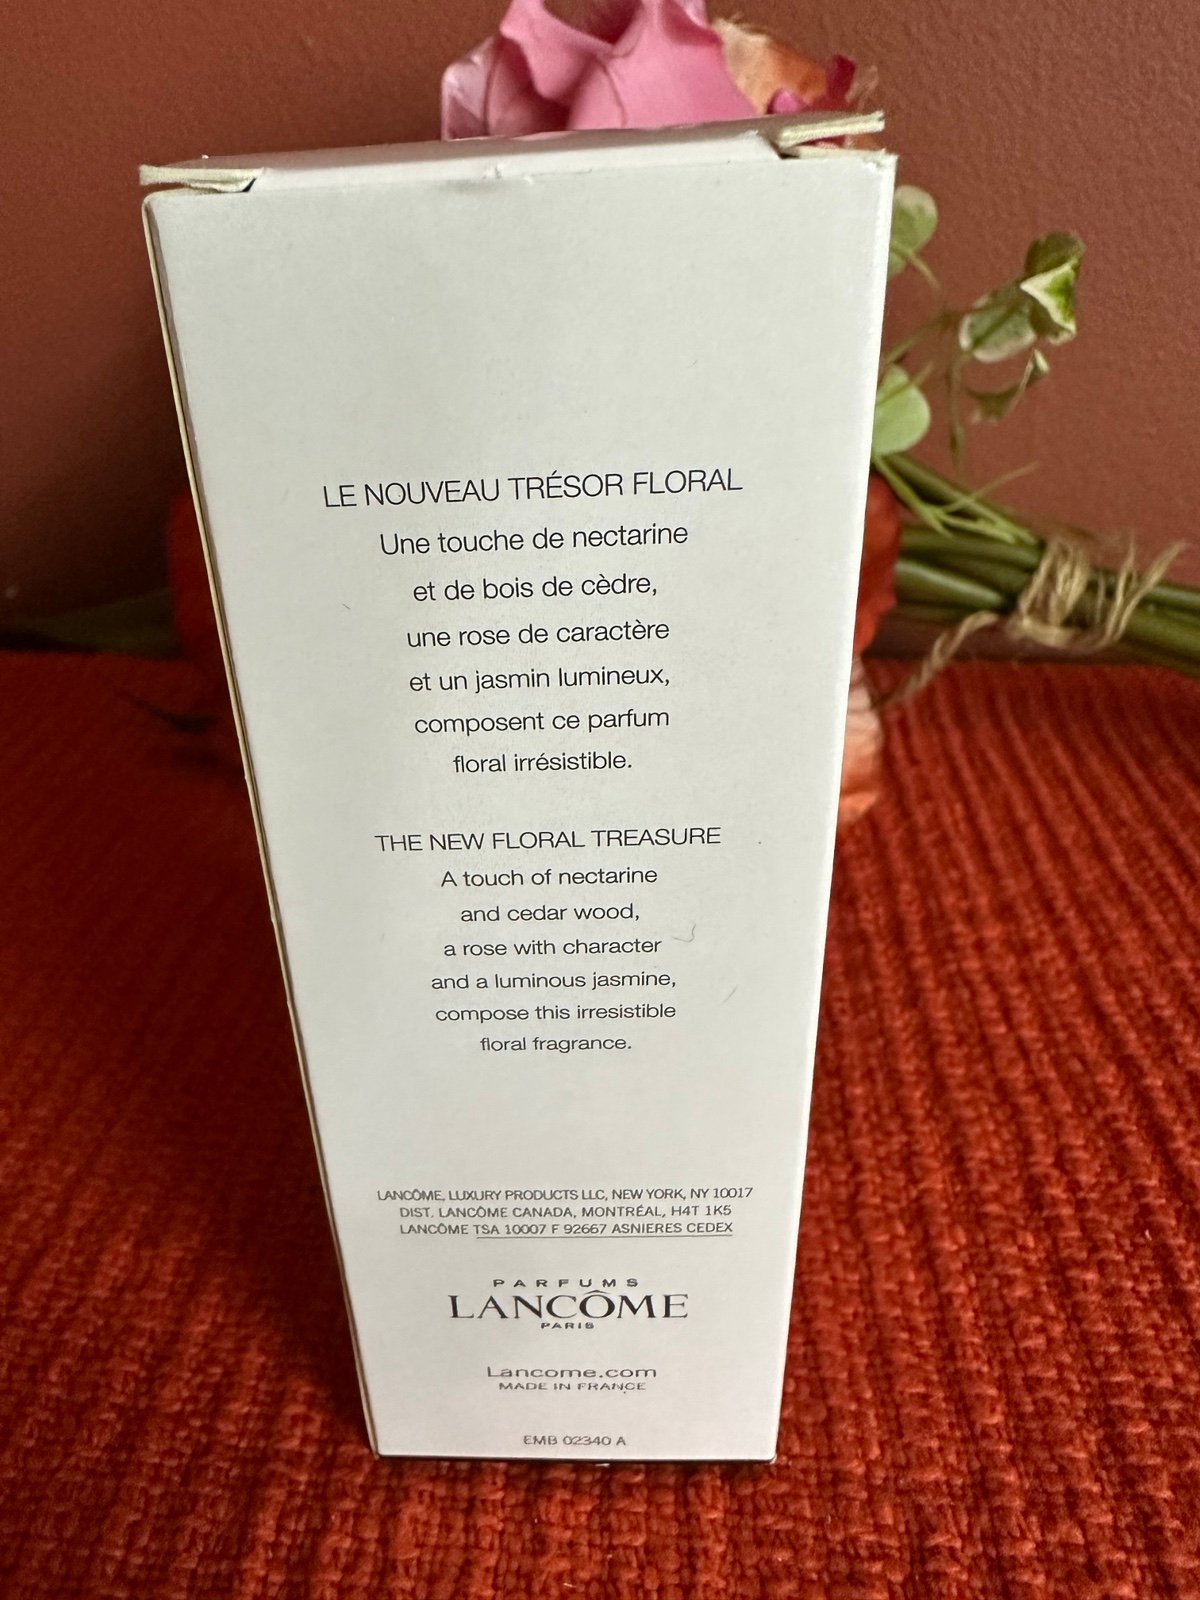 LE NOUVEAU TRÉSOR FLORAL
Une touche de nectarine
et de bois de cèdre,
une rose de caractère
et un jasmin lumineux,
composent ce parfum
floral irrésistible.
THE NEW FLORAL TREASURE
A touch of nectarine
and cedar wood,
a rose with character
and a luminous jasmine,
compose this irresistible
floral fragrance.
LANCÔME, LUXURY PRODUCTS LLC, NEW YORK, NY 10017
DIST. LANCÔME CANADA, MONTRÉAL, H4T 1K5
LANCÔME TSA 10007 F 92667 ASNIERES CEDEX
PARFUMS
LANCÔME
PARIS
Lancome.com
MADE IN FRANCE
EMB 02340 A